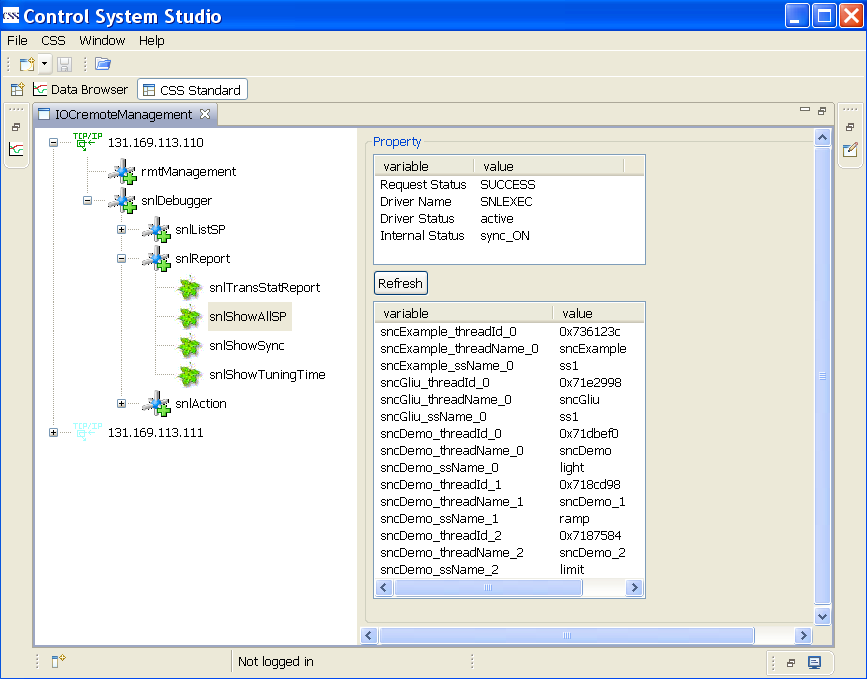 css Control System Studio
File CSS Window Help
Data Browser CSS Standard
IOCremoteManagement
TCP/IP 131.169.113.110
rmtManagement
snlDebugger
snlListSP
snlReport
snlTransStatReport
snlShowAllSP
snlShowSync
snlShowTuningTime
snlAction
TCP/IP 131.169.113.111
Property
variable value
Request Status SUCCESS
Driver Name SNLEXEC
Driver Status active
Internal Status sync_ON
Refresh
variable value
sncExample_threadId_0 0x736123c
sncExample_threadName_0 sncExample
sncExample_ssName_0 ss1
sncGliu_threadId_0 0x71e2998
sncGliu_threadName_0 sncGliu
sncGliu_ssName_0 ss1
sncDemo_threadId_0 0x71dbef0
sncDemo_threadName_0 sncDemo
sncDemo_ssName_0 light
sncDemo_threadId_1 0x718cd98
sncDemo_threadName_1 sncDemo_1
sncDemo_ssName_1 ramp
sncDemo_threadId_2 0x7187584
sncDemo_threadName_2 sncDemo_2
sncDemo_ssName_2 limit
Not logged in